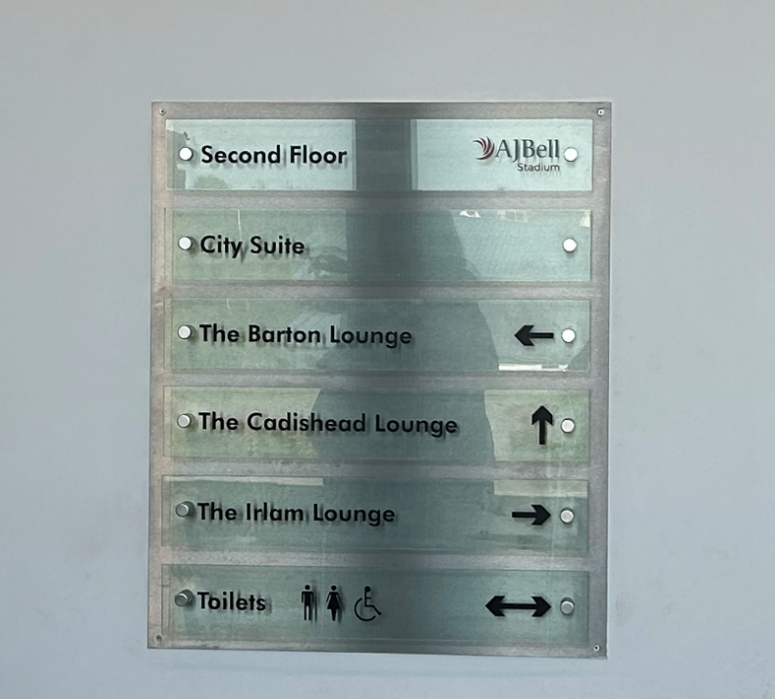 Second Floor
AJBell
Stadium
City Suite
The Barton Lounge
The Cadishead Lounge
The Irlam Lounge
Toilets